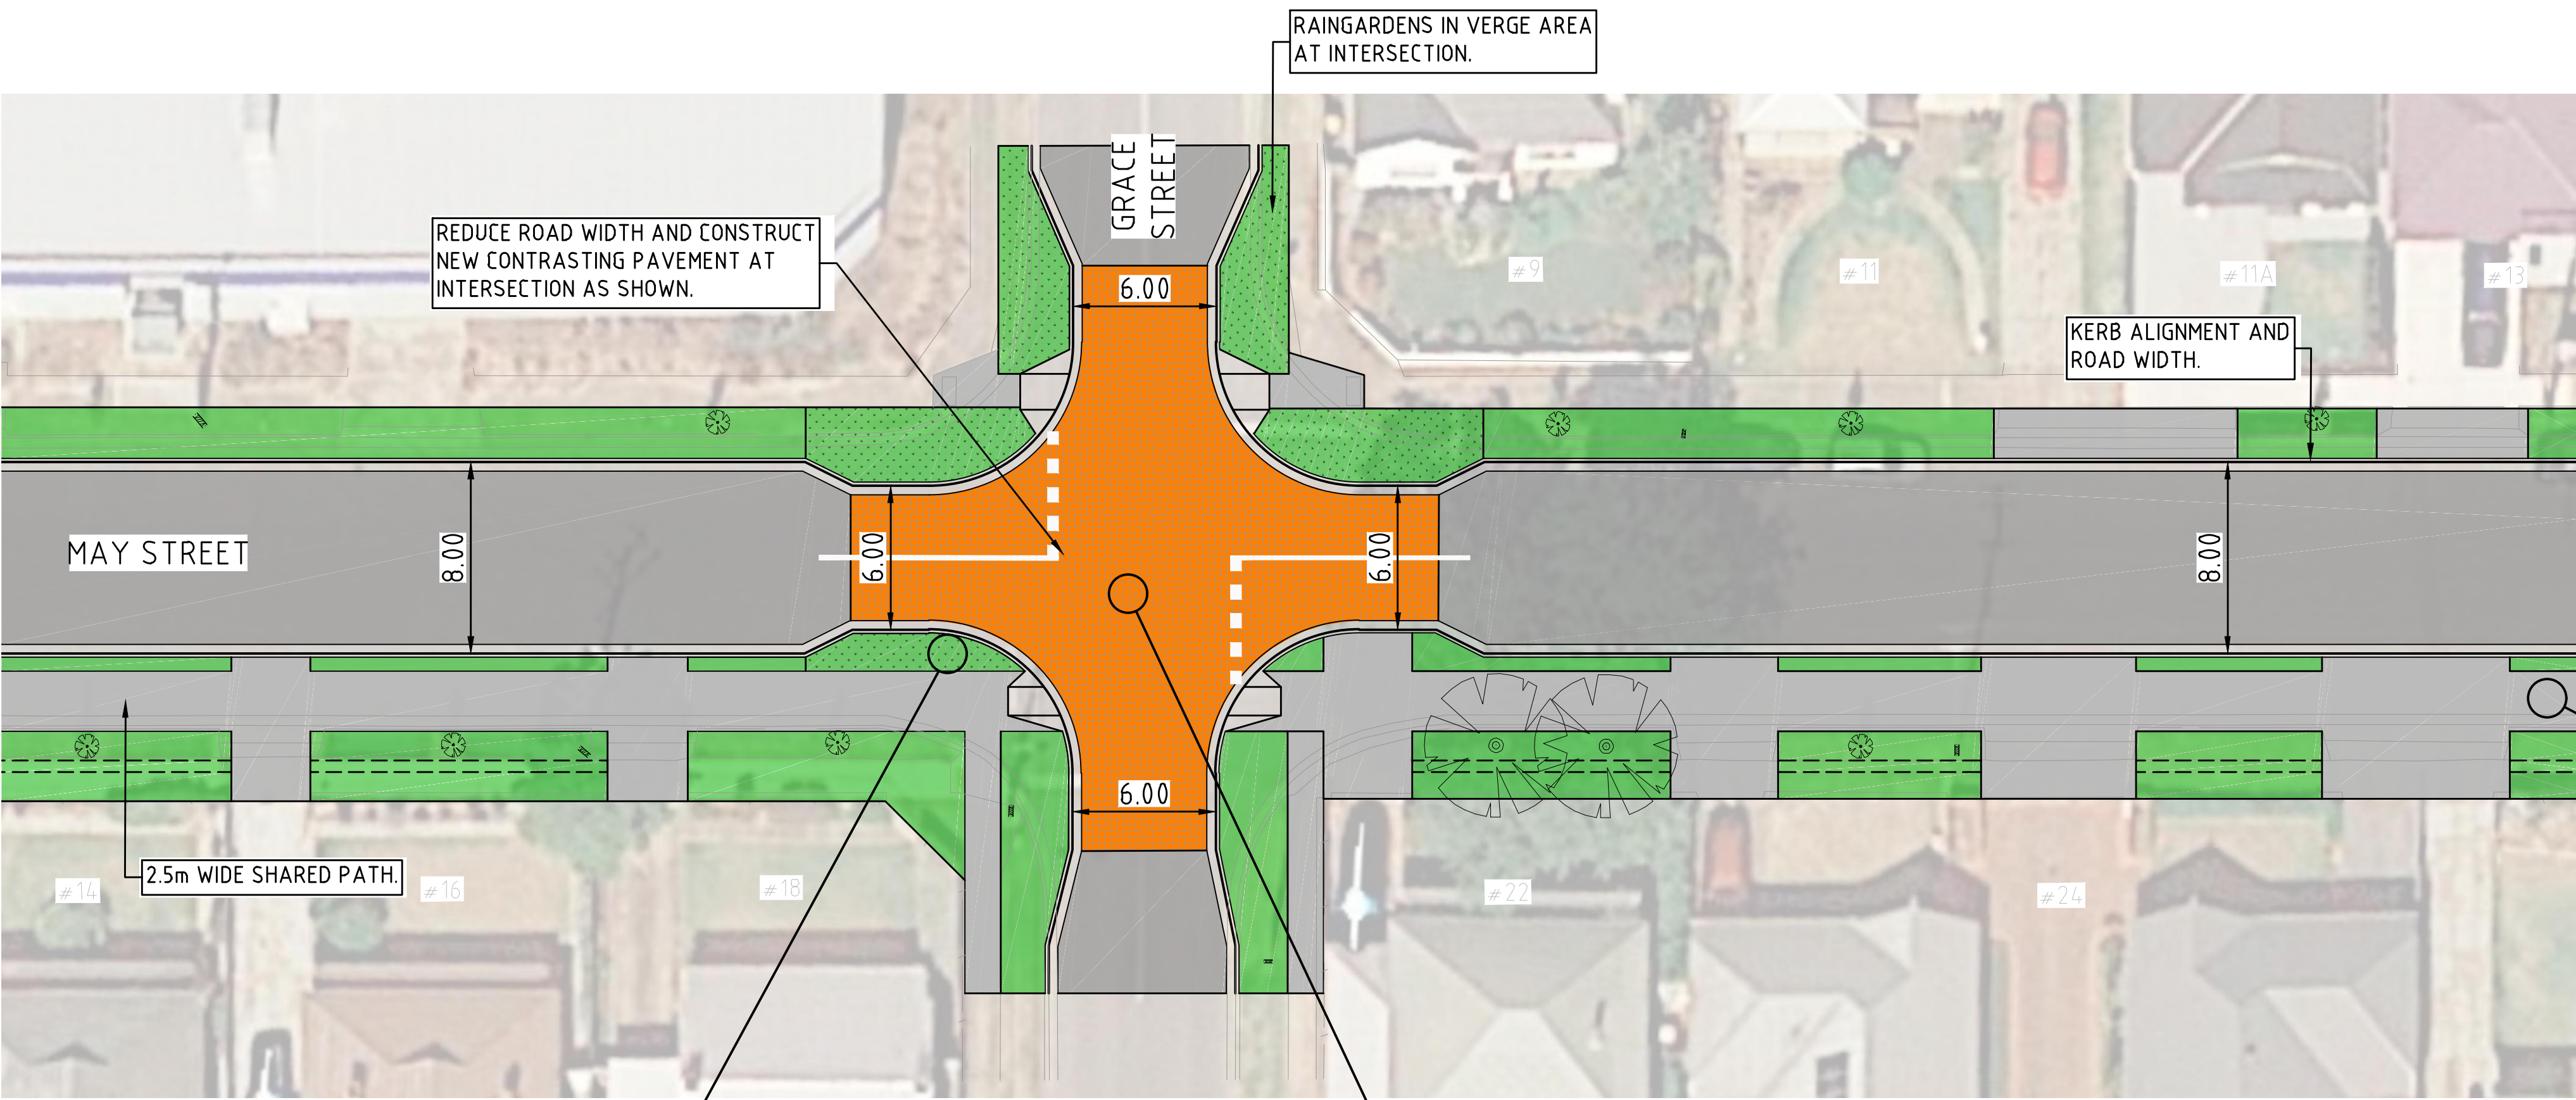 RAINGARDENS IN VERGE AREA
AT INTERSECTION.
GRACE
STREET
REDUCE ROAD WIDTH AND CONSTRUCT
NEW CONTRASTING PAVEMENT AT
INTERSECTION AS SHOWN.
6.00
#9
#11
#11A
#13
KERB ALIGNMENT AND
ROAD WIDTH.
MAY STREET
8.00
6.00
6.00
8.00
6.00
2.5m WIDE SHARED PATH.
#14
#16
#18
#22
#24